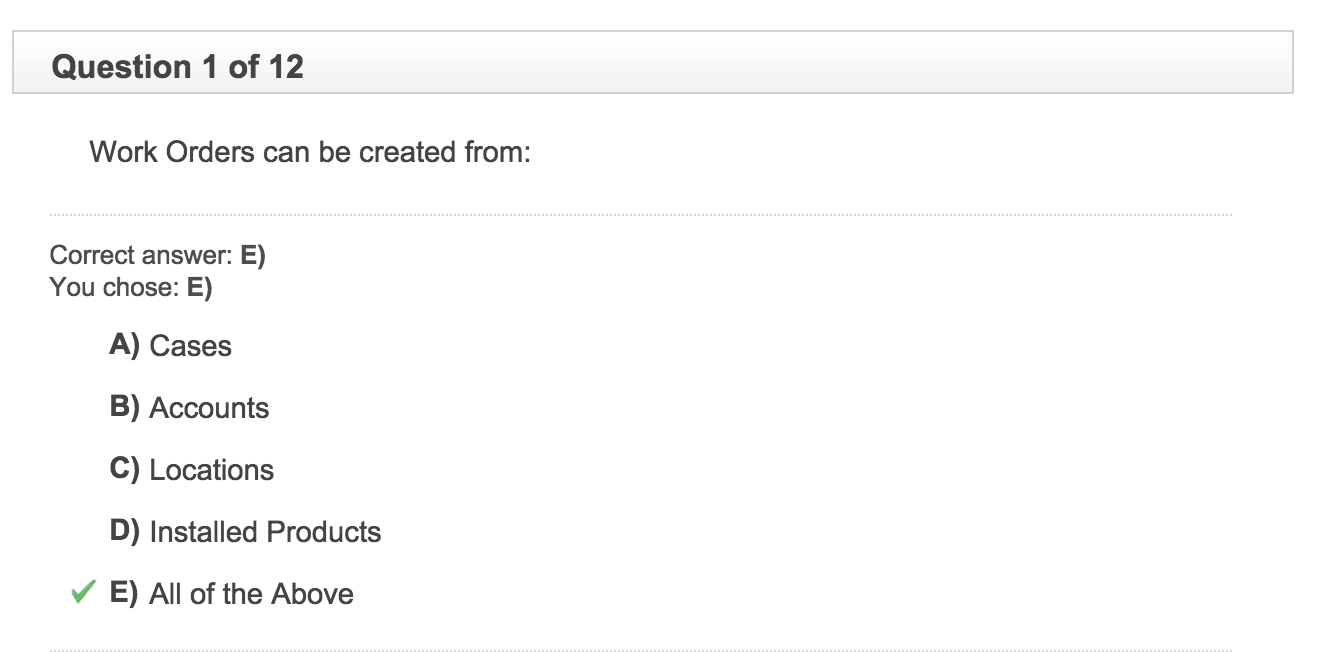 Question 1 of 12
Work Orders can be created from:
Correct answer: E)
You chose: E)
A) Cases
B) Accounts
C) Locations
D) Installed Products
E) All of the Above